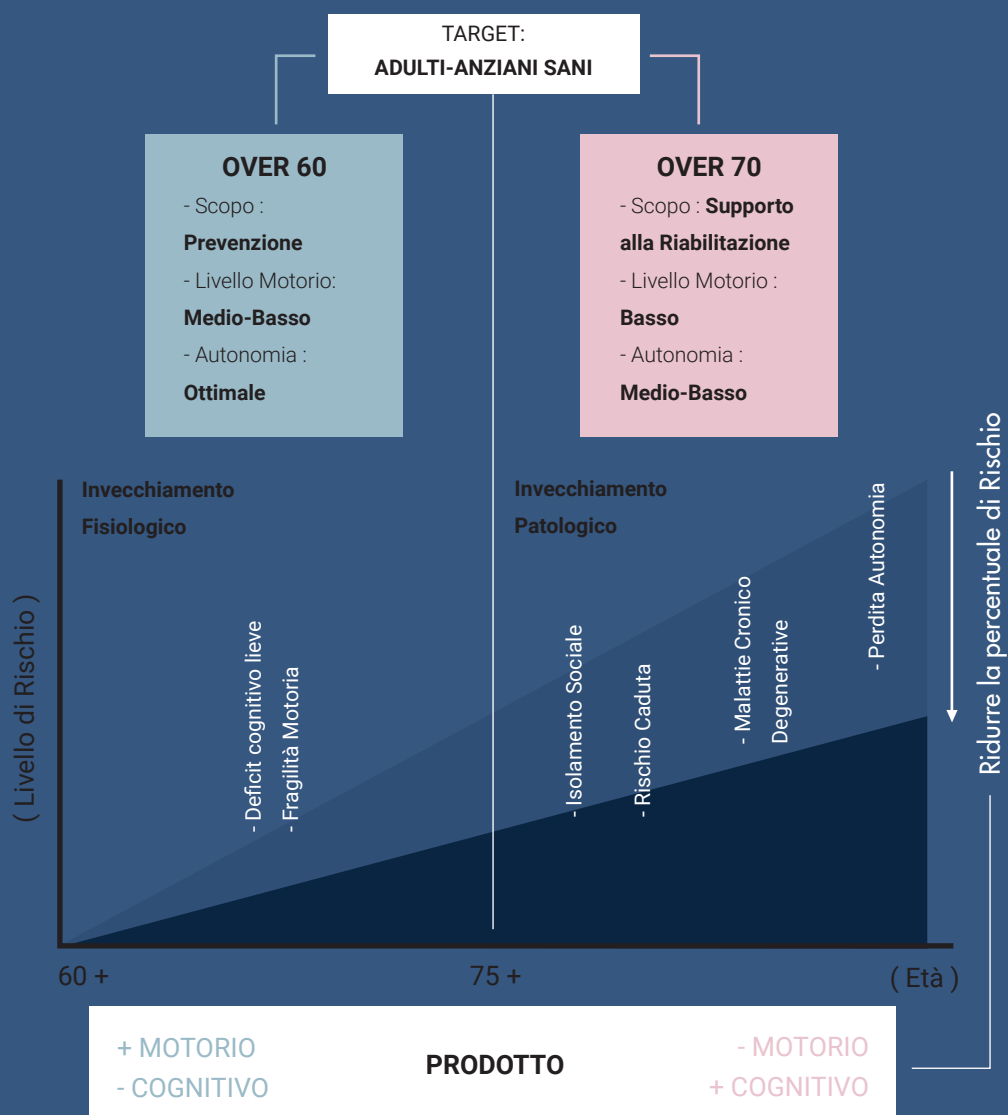 TARGET:
ADULTI-ANZIANI SANI
OVER 60
- Scopo :
Prevenzione
- Livello Motorio:
Medio-Basso
- Autonomia :
Ottimale
OVER 70
- Scopo : Supporto
alla Riabilitazione
- Livello Motorio :
Basso
- Autonomia :
Medio-Basso
Invecchiamento
Fisiologico
Invecchiamento
Patologico
( Livello di Rischio )
- Deficit cognitivo lieve
- Fragilità Motoria
- Isolamento Sociale
- Rischio Caduta
- Malattie Cronico
Degenerative
- Perdita Autonomia
Ridurre la percentuale di Rischio
60 +
75 +
( Età )
+ MOTORIO
- COGNITIVO
PRODOTTO
- MOTORIO
+ COGNITIVO